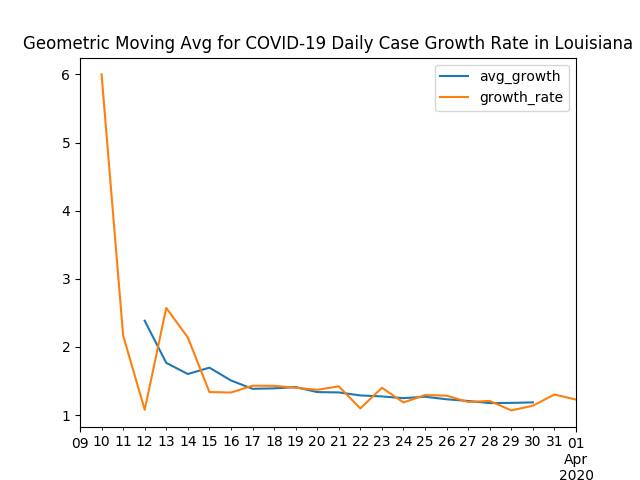 Geometric Moving Avg for COVID-19 Daily Case Growth Rate in Louisiana
avg_growth
growth_rate
6
5
4
3
2
1
09 10 11 12 13 14 15 16 17 18 19 20 21 22 23 24 25 26 27 28 29 30 31 01
Apr
2020